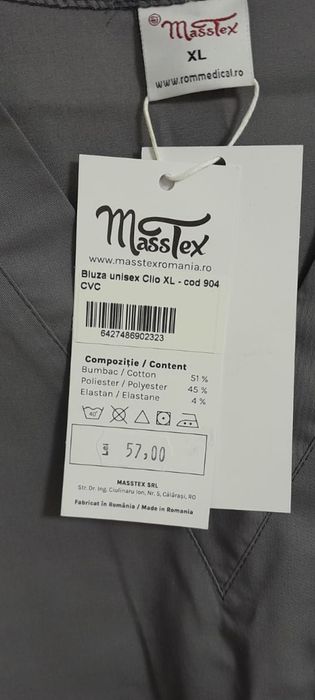 MassTex
XL
www.rommedical.ro
MassTex
www.masstexromania.ro
Bluza unisex Clio XL - cod 904
CVC
6427486902323
Compoziție / Content
Bumbac / Cotton 51 %
Poliester / Polyester 45 %
Elastan / Elastane 4 %
40°
Lei 57,00
MASSTEX SRL
Str. Dr. Ing. Ciulinaru Ion, Nr. 5, Călărași, RO
Fabricat în România / Made in Romania